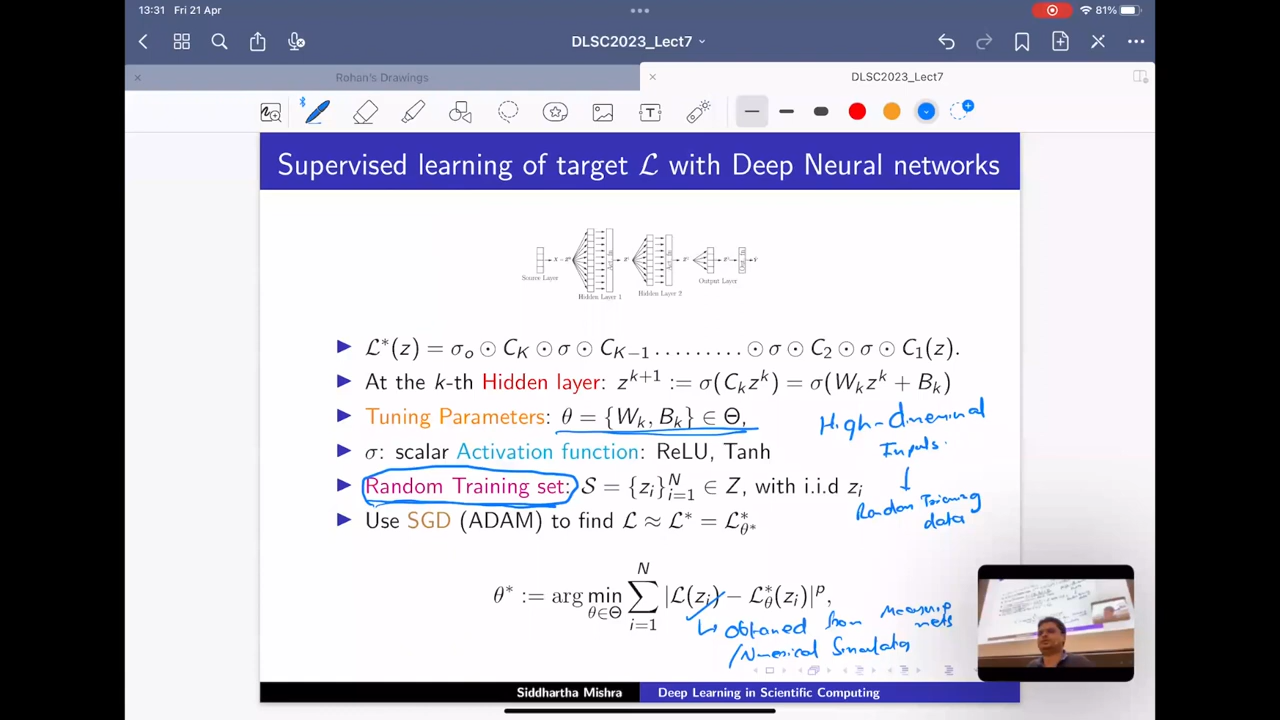 13:31 Fri 21 Apr
81%
DLSC2023_Lect7
Rohan's Drawings
DLSC2023_Lect7
Supervised learning of target ℒ with Deep Neural networks
Source Layer
Hidden Layer 1
Hidden Layer 2
Output Layer
ℒ*(z) = σₒ ⊙ C_K ⊙ σ ⊙ C_{K−1} . . . . . . . . . ⊙ σ ⊙ C₂ ⊙ σ ⊙ C₁(z).
At the k-th Hidden layer: z^{k+1} := σ(C_k z^k) = σ(W_k z^k + B_k)
Tuning Parameters: θ = {W_k, B_k} ∈ Θ,
σ: scalar Activation function: ReLU, Tanh
Random Training set: 𝒮 = {z_i}_{i=1}^N ∈ Z, with i.i.d z_i
Use SGD (ADAM) to find ℒ ≈ ℒ* = ℒ*_{θ*}
High-dimensional
Inputs
↓
Random Training
data
θ* := arg min_{θ∈Θ} ∑_{i=1}^N |ℒ(z_i) − ℒ*_θ(z_i)|^p,
↳ obtained from Measurements
/Numerical Simulation
Siddhartha Mishra
Deep Learning in Scientific Computing